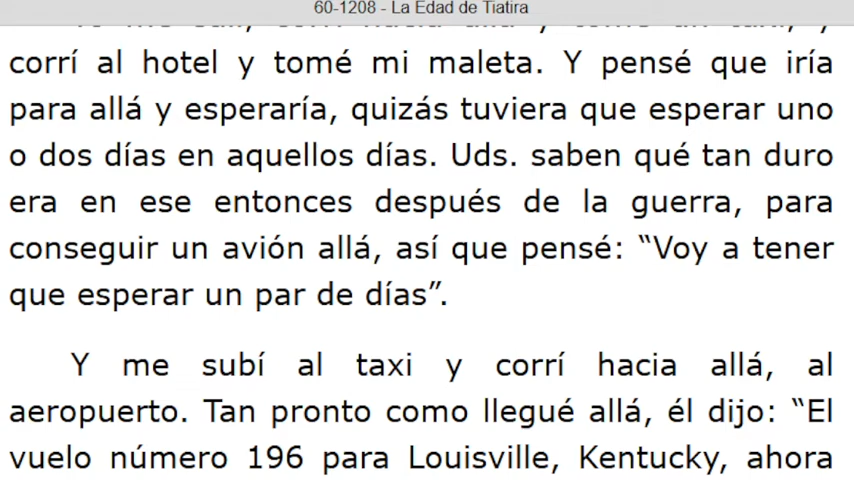 60-1208 - La Edad de Tiatira
corrí al hotel y tomé mi maleta. Y pensé que iría
para allá y esperaría, quizás tuviera que esperar uno
o dos días en aquellos días. Uds. saben qué tan duro
era en ese entonces después de la guerra, para
conseguir un avión allá, así que pensé: “Voy a tener
que esperar un par de días”.
Y me subí al taxi y corrí hacia allá, al
aeropuerto. Tan pronto como llegué allá, él dijo: “El
vuelo número 196 para Louisville, Kentucky, ahora